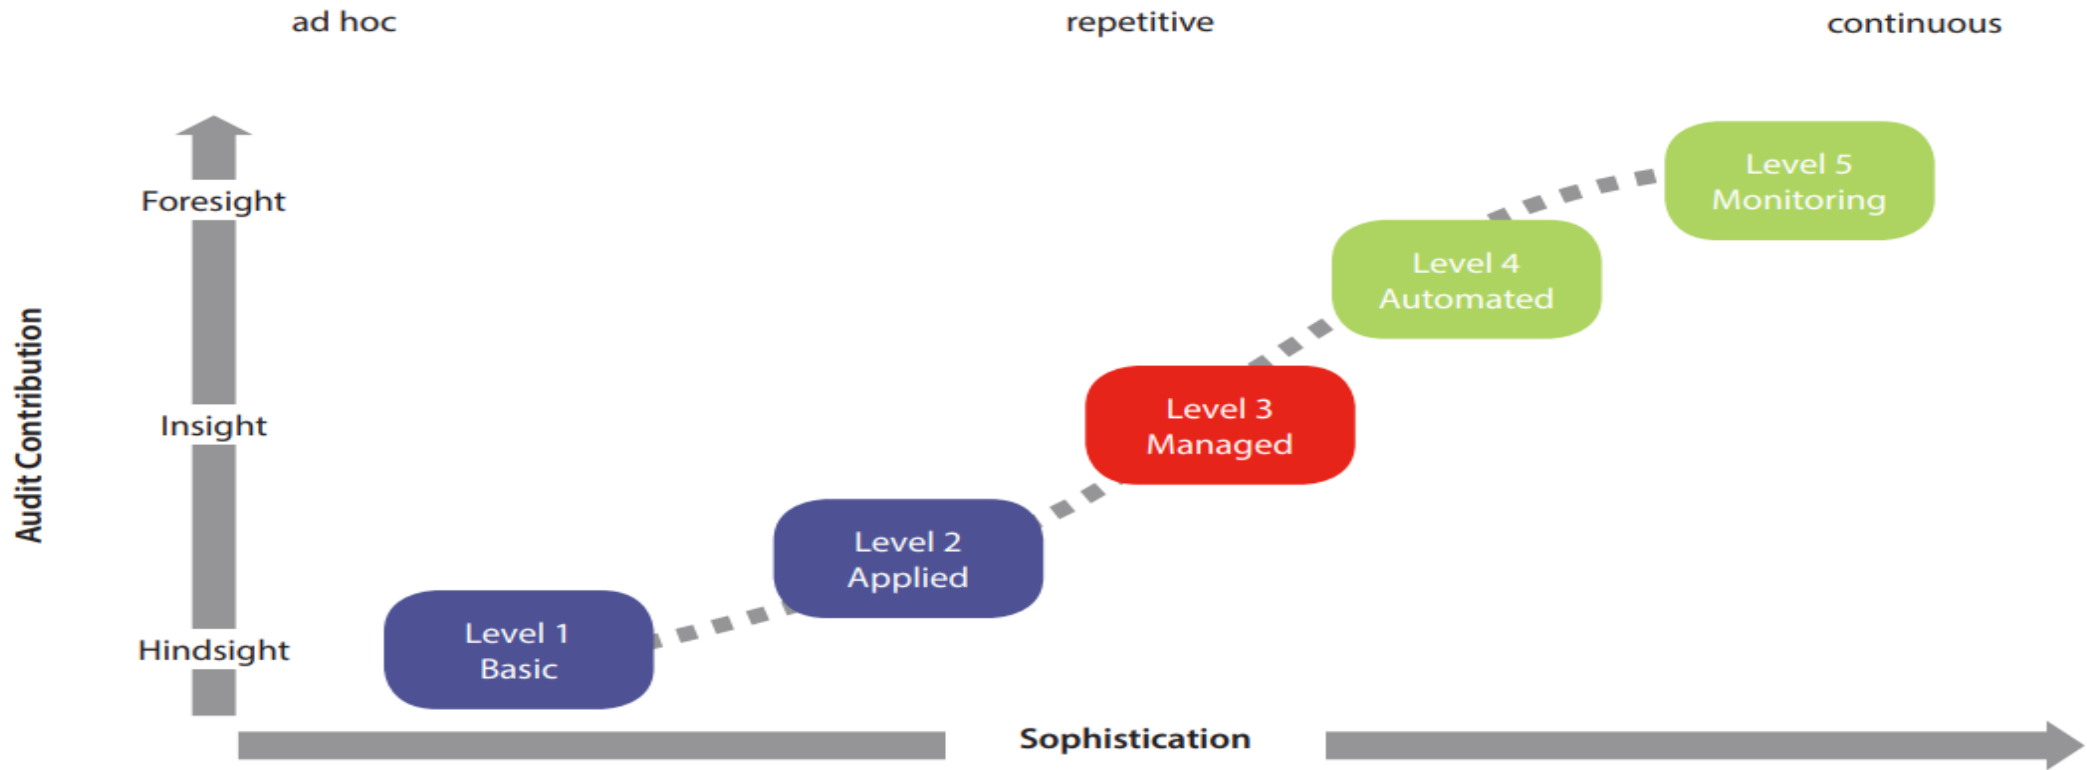 ad hoc
repetitive
continuous
Foresight
Insight
Hindsight
Audit Contribution
Level 1
Basic
Level 2
Applied
Level 3
Managed
Level 4
Automated
Level 5
Monitoring
Sophistication